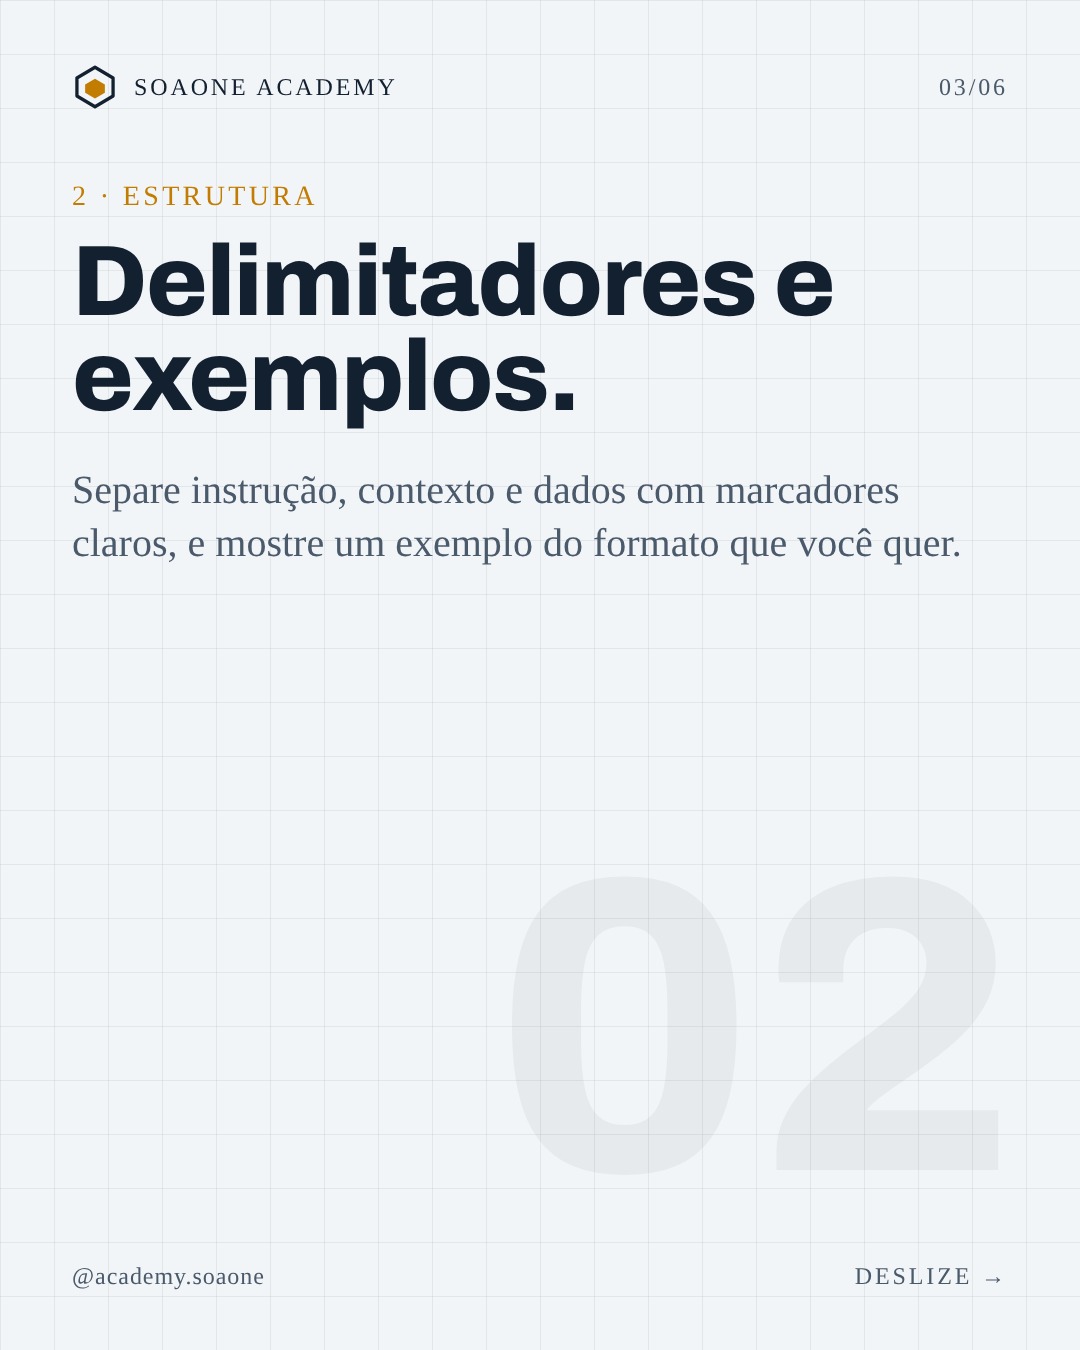 SOAONE ACADEMY
03/06
2 · ESTRUTURA
Delimitadores e
exemplos.
Separe instrução, contexto e dados com marcadores
claros, e mostre um exemplo do formato que você quer.
02
@academy.soaone
DESLIZE →